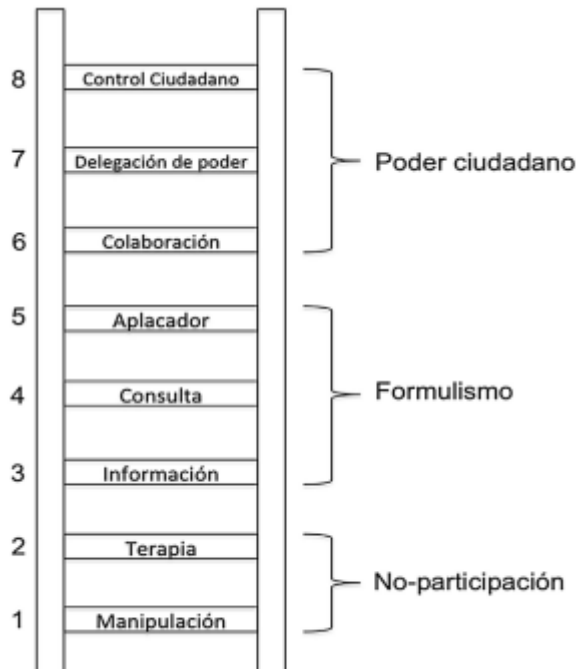 8 Control Ciudadano
7 Delegación de poder
Poder ciudadano
6 Colaboración
5 Aplacador
4 Consulta
Formulismo
3 Información
2 Terapia
No-participación
1 Manipulación